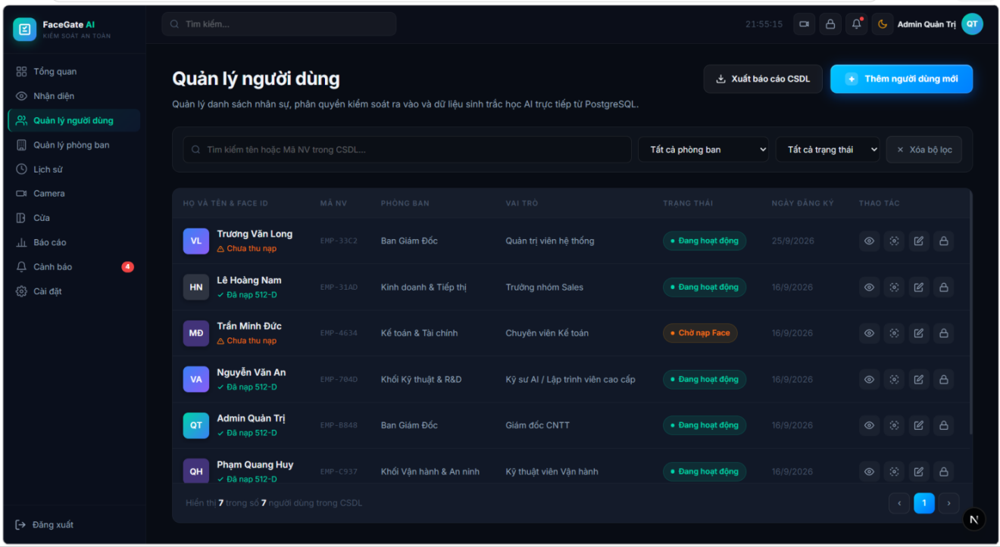 FaceGate AI
KIỂM SOÁT AN TOÀN
Tìm kiếm...
21:55:15
Admin Quản Trị
QT
Tổng quan
Nhận diện
Quản lý người dùng
Quản lý phòng ban
Lịch sử
Camera
Cửa
Báo cáo
Cảnh báo 4
Cài đặt
Đăng xuất
Quản lý người dùng
Quản lý danh sách nhân sự, phân quyền kiểm soát ra vào và dữ liệu sinh trắc học AI trực tiếp từ PostgreSQL.
Xuất báo cáo CSDL
+ Thêm người dùng mới
Tìm kiếm tên hoặc Mã NV trong CSDL...
Tất cả phòng ban
Tất cả trạng thái
× Xóa bộ lọc
HỌ VÀ TÊN & FACE ID MÃ NV PHÒNG BAN VAI TRÒ TRẠNG THÁI NGÀY ĐĂNG KÝ THAO TÁC
VL Trương Văn Long EMP-33C2 Ban Giám Đốc Quản trị viên hệ thống Đang hoạt động 25/9/2026
Chưa thu nạp
HN Lê Hoàng Nam EMP-31AD Kinh doanh & Tiếp thị Trưởng nhóm Sales Đang hoạt động 16/9/2026
Đã nạp 512-D
MĐ Trần Minh Đức EMP-4634 Kế toán & Tài chính Chuyên viên Kế toán Chờ nạp Face 16/9/2026
Chưa thu nạp
VA Nguyễn Văn An EMP-704D Khối Kỹ thuật & R&D Kỹ sư AI / Lập trình viên cao cấp Đang hoạt động 16/9/2026
Đã nạp 512-D
QT Admin Quản Trị EMP-B848 Ban Giám Đốc Giám đốc CNTT Đang hoạt động 16/9/2026
Đã nạp 512-D
QH Phạm Quang Huy EMP-C937 Khối Vận hành & An ninh Kỹ thuật viên Vận hành Đang hoạt động 16/9/2026
Đã nạp 512-D
Hiển thị 7 trong số 7 người dùng trong CSDL
‹ 1 ›
N